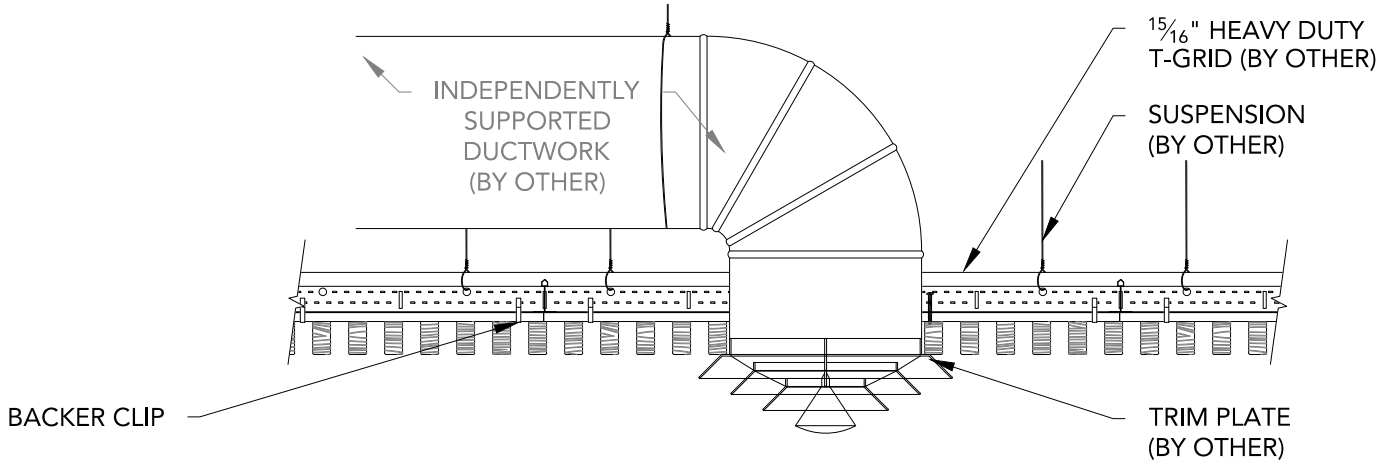 INDEPENDENTLY
SUPPORTED
DUCTWORK
(BY OTHER)
15⁄16" HEAVY DUTY
T-GRID (BY OTHER)
SUSPENSION
(BY OTHER)
BACKER CLIP
TRIM PLATE
(BY OTHER)